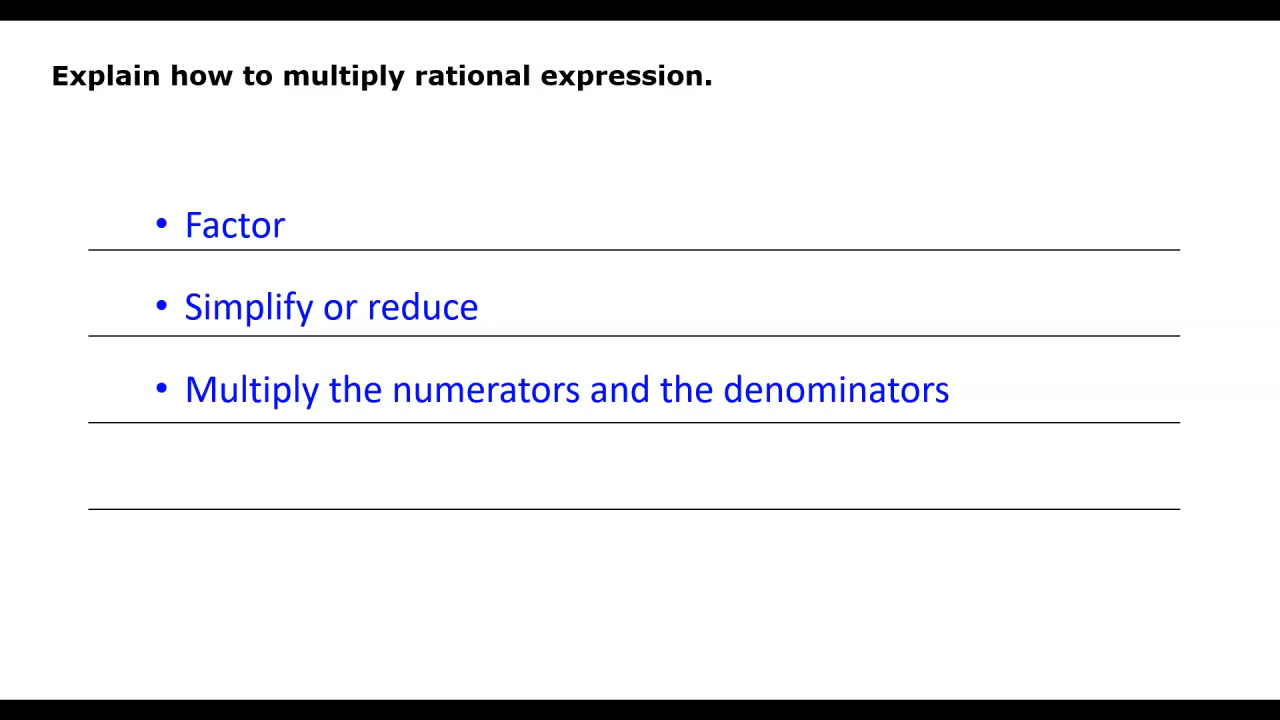 Explain how to multiply rational expression.
• Factor
• Simplify or reduce
• Multiply the numerators and the denominators